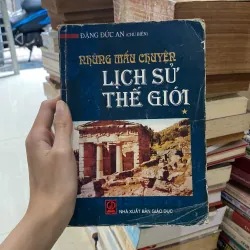 ĐẶNG ĐỨC AN (CHỦ BIÊN)
NHỮNG MẨU CHUYỆN
LỊCH SỬ
THẾ GIỚI
NHÀ XUẤT BẢN GIÁO DỤC